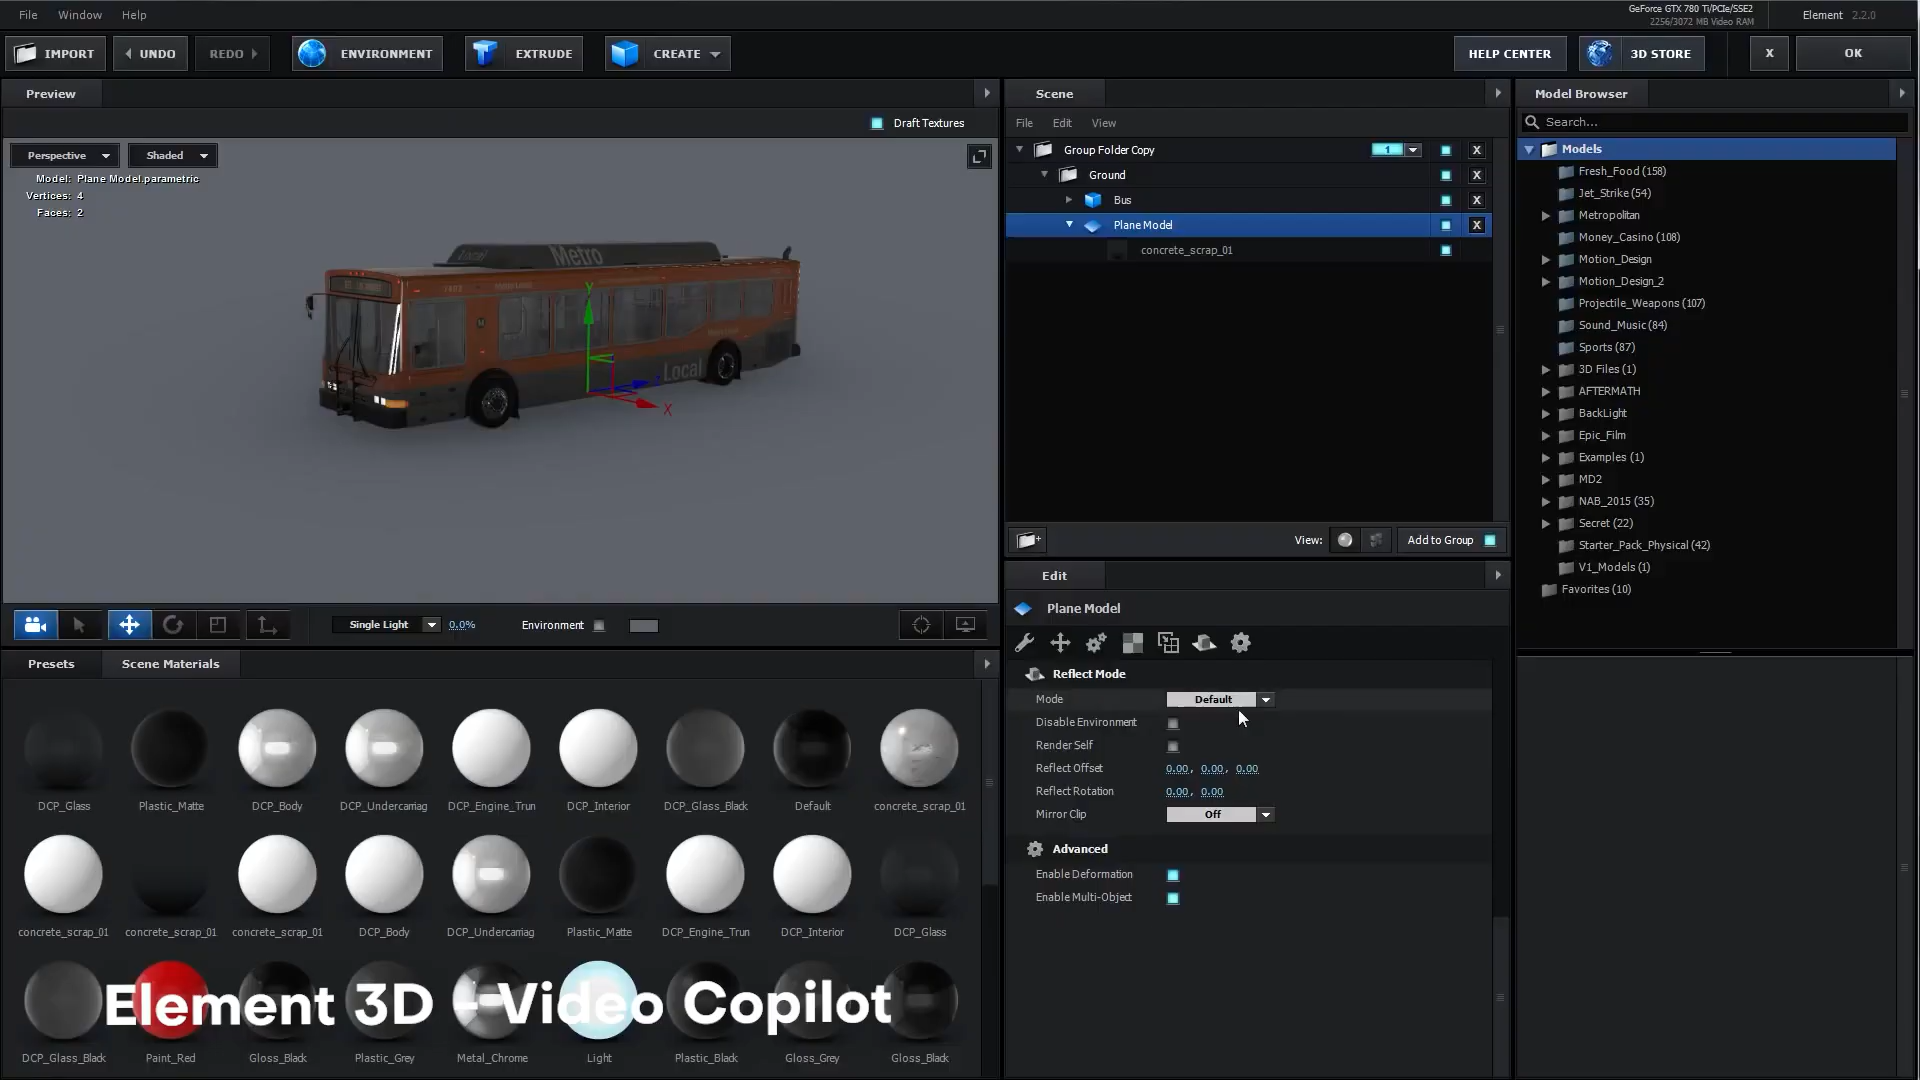 File Window Help
GeForce GTX 780 Ti/PCIe/SSE2
2256/3072 MB Video RAM
Element 2.2.0
IMPORT UNDO REDO ENVIRONMENT EXTRUDE CREATE HELP CENTER 3D STORE X OK
Preview
Draft Textures
Perspective Shaded
Model: Plane Model.parametric
Vertices: 4
Faces: 2
Metro
Local
Y
X
Single Light 0.0% Environment
Scene
File Edit View
Group Folder Copy 1 X
Ground X
Bus X
Plane Model X
concrete_scrap_01
View: Add to Group
Edit
Plane Model
Reflect Mode
Mode Default
Disable Environment
Render Self
Reflect Offset 0.00, 0.00, 0.00
Reflect Rotation 0.00, 0.00
Mirror Clip Off
Advanced
Enable Deformation
Enable Multi-Object
Model Browser
Search...
Models
Fresh_Food (158)
Jet_Strike (54)
Metropolitan
Money_Casino (108)
Motion_Design
Motion_Design_2
Projectile_Weapons (107)
Sound_Music (84)
Sports (87)
3D Files (1)
AFTERMATH
BackLight
Epic_Film
Examples (1)
MD2
NAB_2015 (35)
Secret (22)
Starter_Pack_Physical (42)
V1_Models (1)
Favorites (10)
Presets Scene Materials
DCP_Glass Plastic_Matte DCP_Body DCP_Undercarriag DCP_Engine_Trun DCP_Interior DCP_Glass_Black Default concrete_scrap_01
concrete_scrap_01 concrete_scrap_01 concrete_scrap_01 DCP_Body DCP_Undercarriag Plastic_Matte DCP_Engine_Trun DCP_Interior DCP_Glass
Element 3D - Video Copilot
DCP_Glass_Black Paint_Red Gloss_Black Plastic_Grey Metal_Chrome Light Plastic_Black Gloss_Grey Gloss_Black